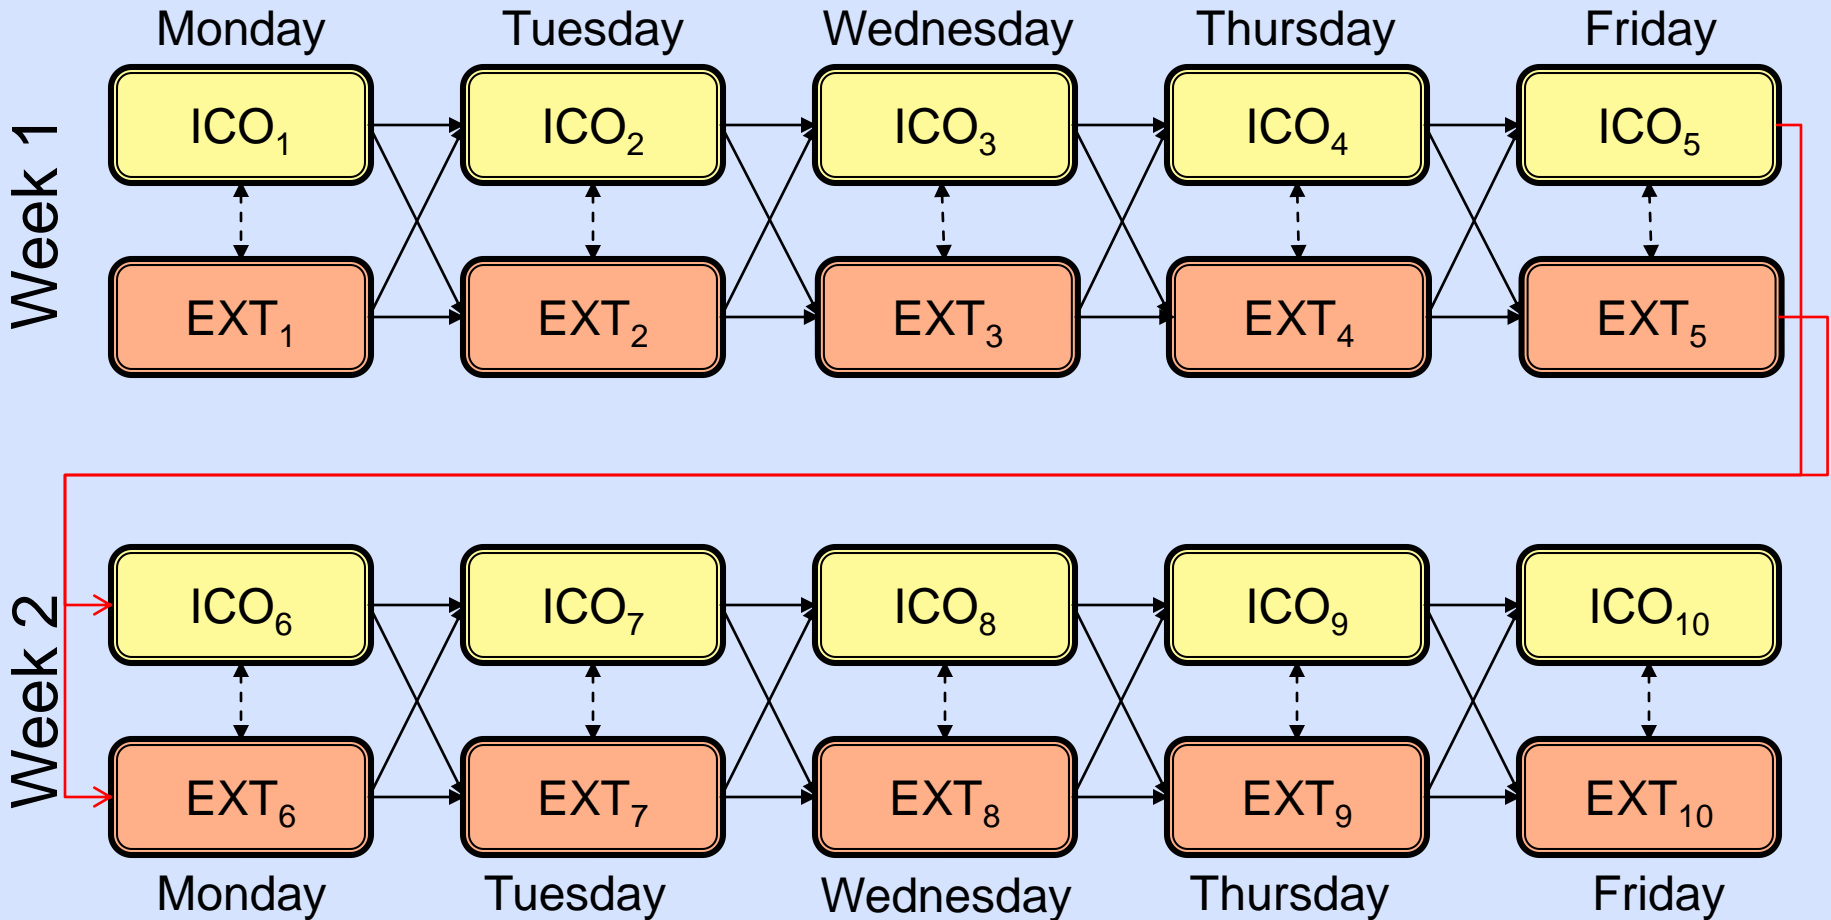 Monday Tuesday Wednesday Thursday Friday
Week 1
ICO₁ ICO₂ ICO₃ ICO₄ ICO₅
EXT₁ EXT₂ EXT₃ EXT₄ EXT₅
Week 2
ICO₆ ICO₇ ICO₈ ICO₉ ICO₁₀
EXT₆ EXT₇ EXT₈ EXT₉ EXT₁₀
Monday Tuesday Wednesday Thursday Friday